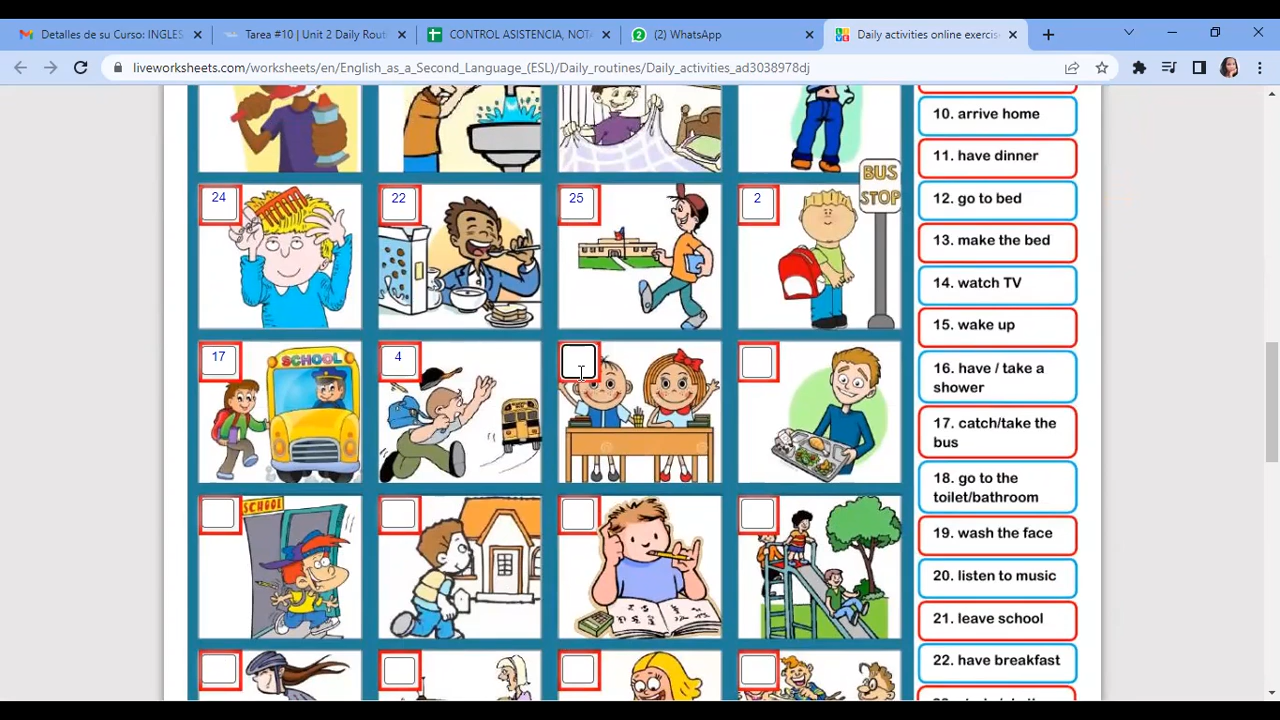 Detalles de su Curso: INGLES
Tarea #10 | Unit 2 Daily Routi
CONTROL ASISTENCIA, NOTA
(2) WhatsApp
Daily activities online exercise
liveworksheets.com/worksheets/en/English_as_a_Second_Language_(ESL)/Daily_routines/Daily_activities_ad3038978dj
10. arrive home
11. have dinner
12. go to bed
13. make the bed
14. watch TV
15. wake up
16. have / take a
shower
17. catch/take the
bus
18. go to the
toilet/bathroom
19. wash the face
20. listen to music
21. leave school
22. have breakfast
24
22
25
2
BUS
STOP
17
SCHOOL
4
SCHOOL